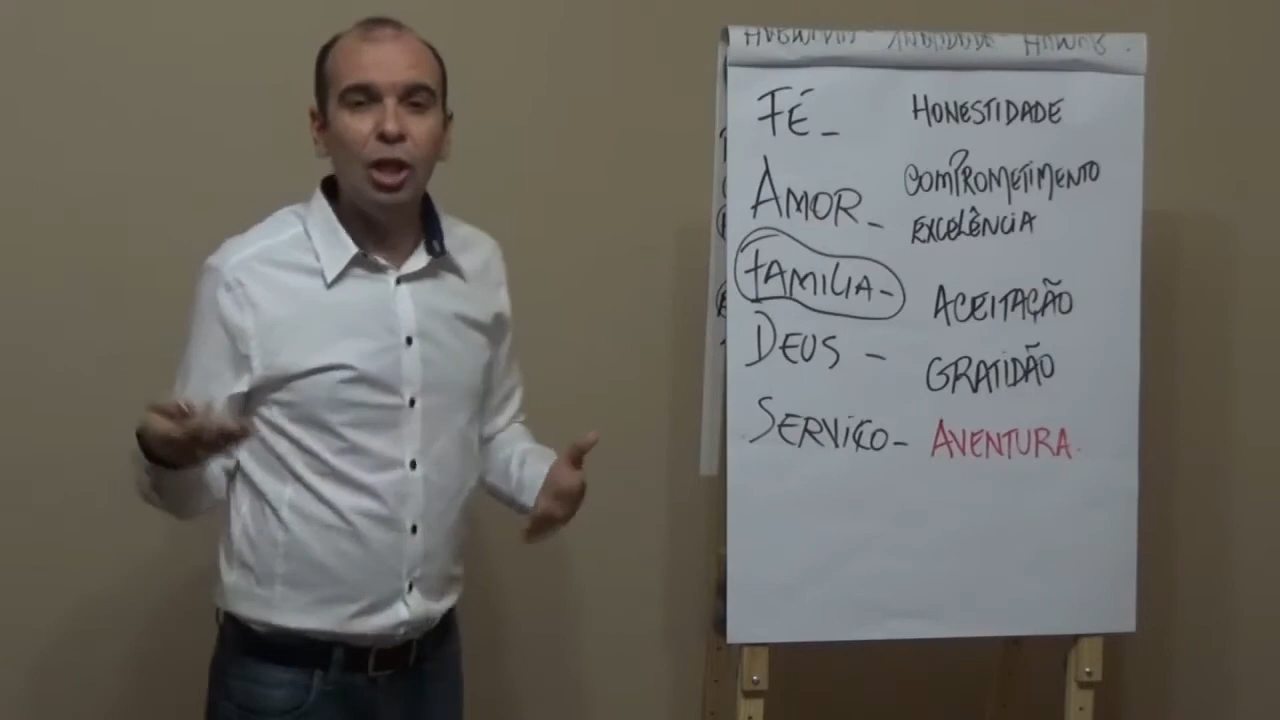 FÉ - HONESTIDADE
AMOR - COMPROMETIMENTO
EXCELÊNCIA
FAMILIA - ACEITAÇÃO
DEUS - GRATIDÃO
SERVIÇO - AVENTURA.